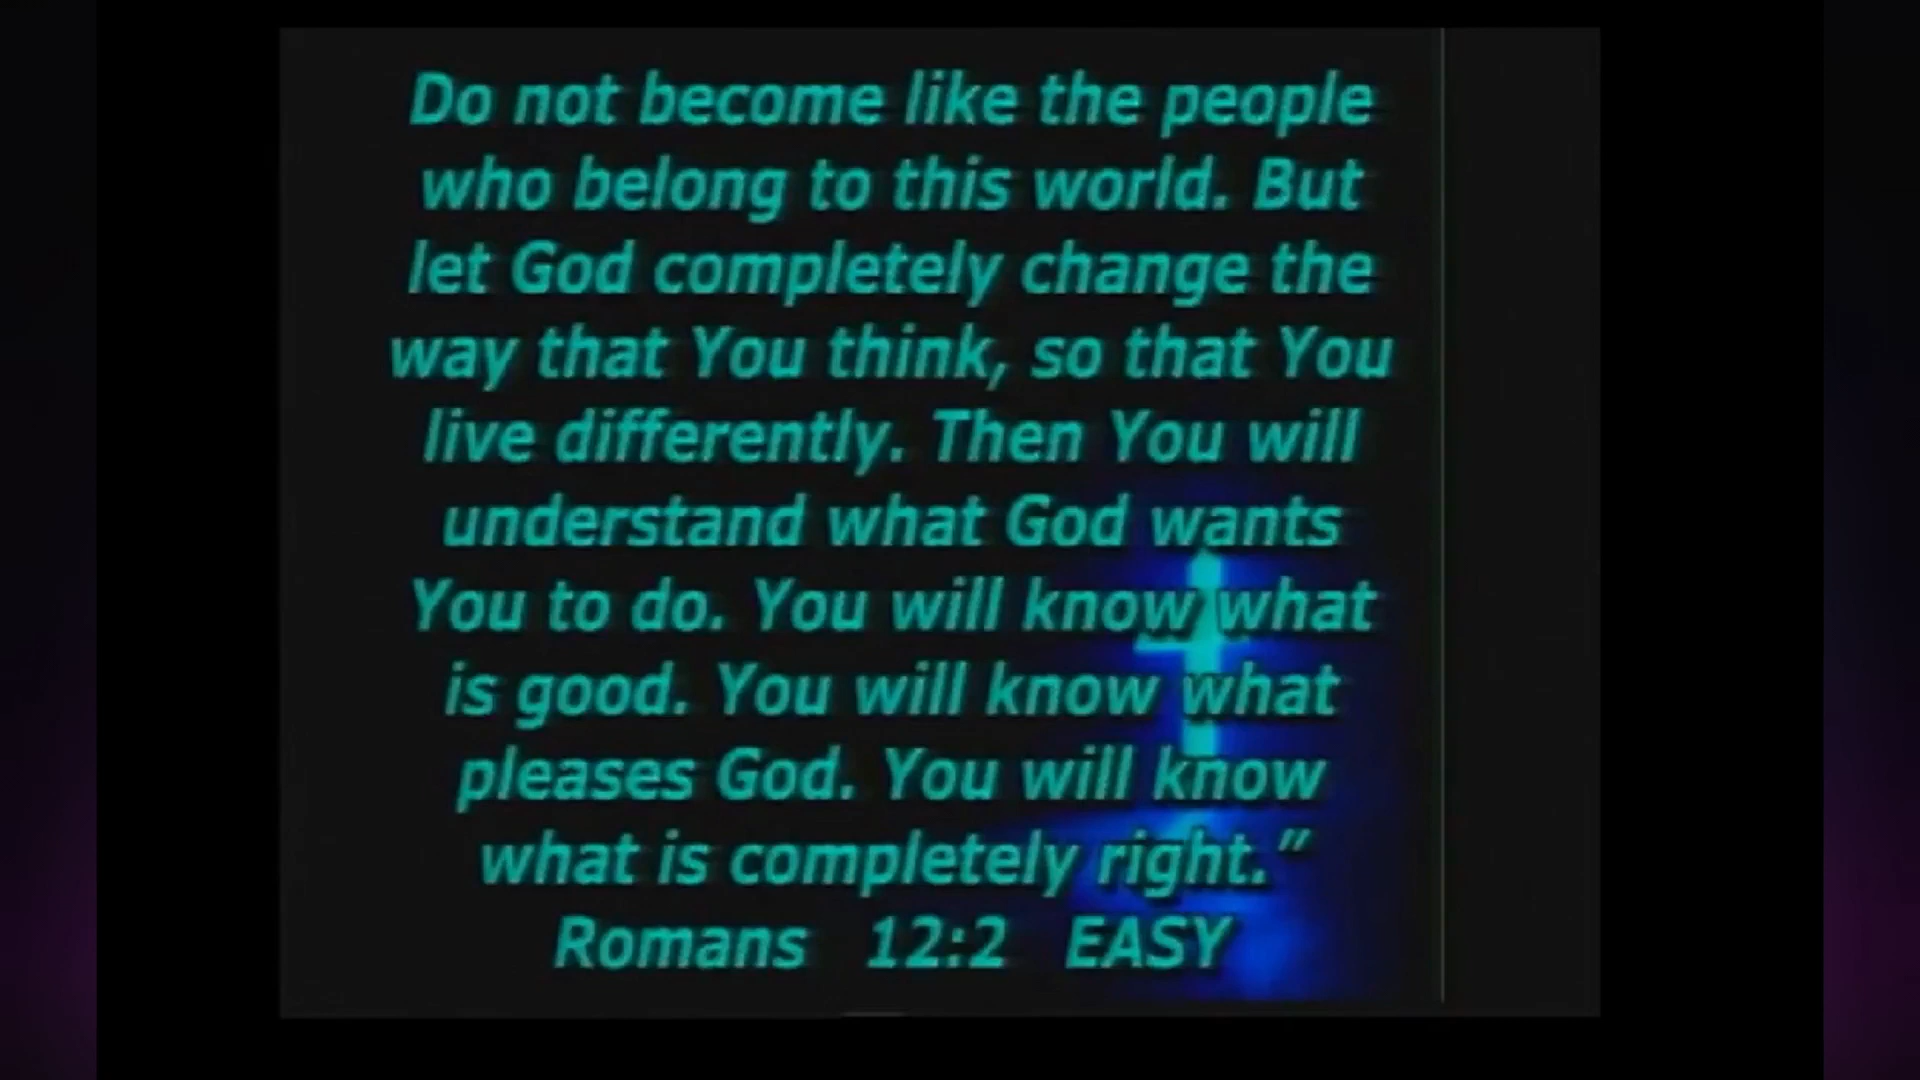 Do not become like the people
who belong to this world. But
let God completely change the
way that You think, so that You
live differently. Then You will
understand what God wants
You to do. You will know what
is good. You will know what
pleases God. You will know
what is completely right.”
Romans 12:2 EASY